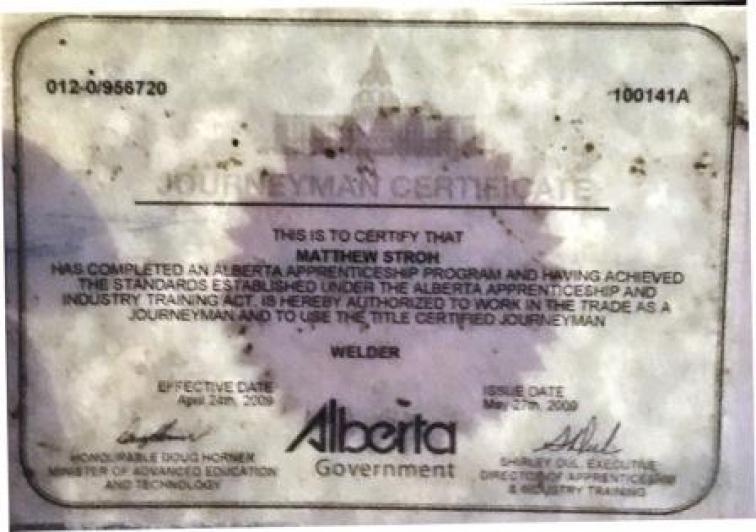 012-0/956720
100141A
JOURNEYMAN CERTIFICATE
THIS IS TO CERTIFY THAT
MATTHEW STROH
HAS COMPLETED AN ALBERTA APPRENTICESHIP PROGRAM AND HAVING ACHIEVED
THE STANDARDS ESTABLISHED UNDER THE ALBERTA APPRENTICESHIP AND
INDUSTRY TRAINING ACT, IS HEREBY AUTHORIZED TO WORK IN THE TRADE AS A
JOURNEYMAN AND TO USE THE TITLE CERTIFIED JOURNEYMAN
WELDER
EFFECTIVE DATE
April 24th, 2009
ISSUE DATE
May 27th, 2009
Alberta
Government
HONOURABLE DOUG HORNER
MINISTER OF ADVANCED EDUCATION
AND TECHNOLOGY
SHIRLEY DUL, EXECUTIVE
DIRECTOR OF APPRENTICESHIP
& INDUSTRY TRAINING